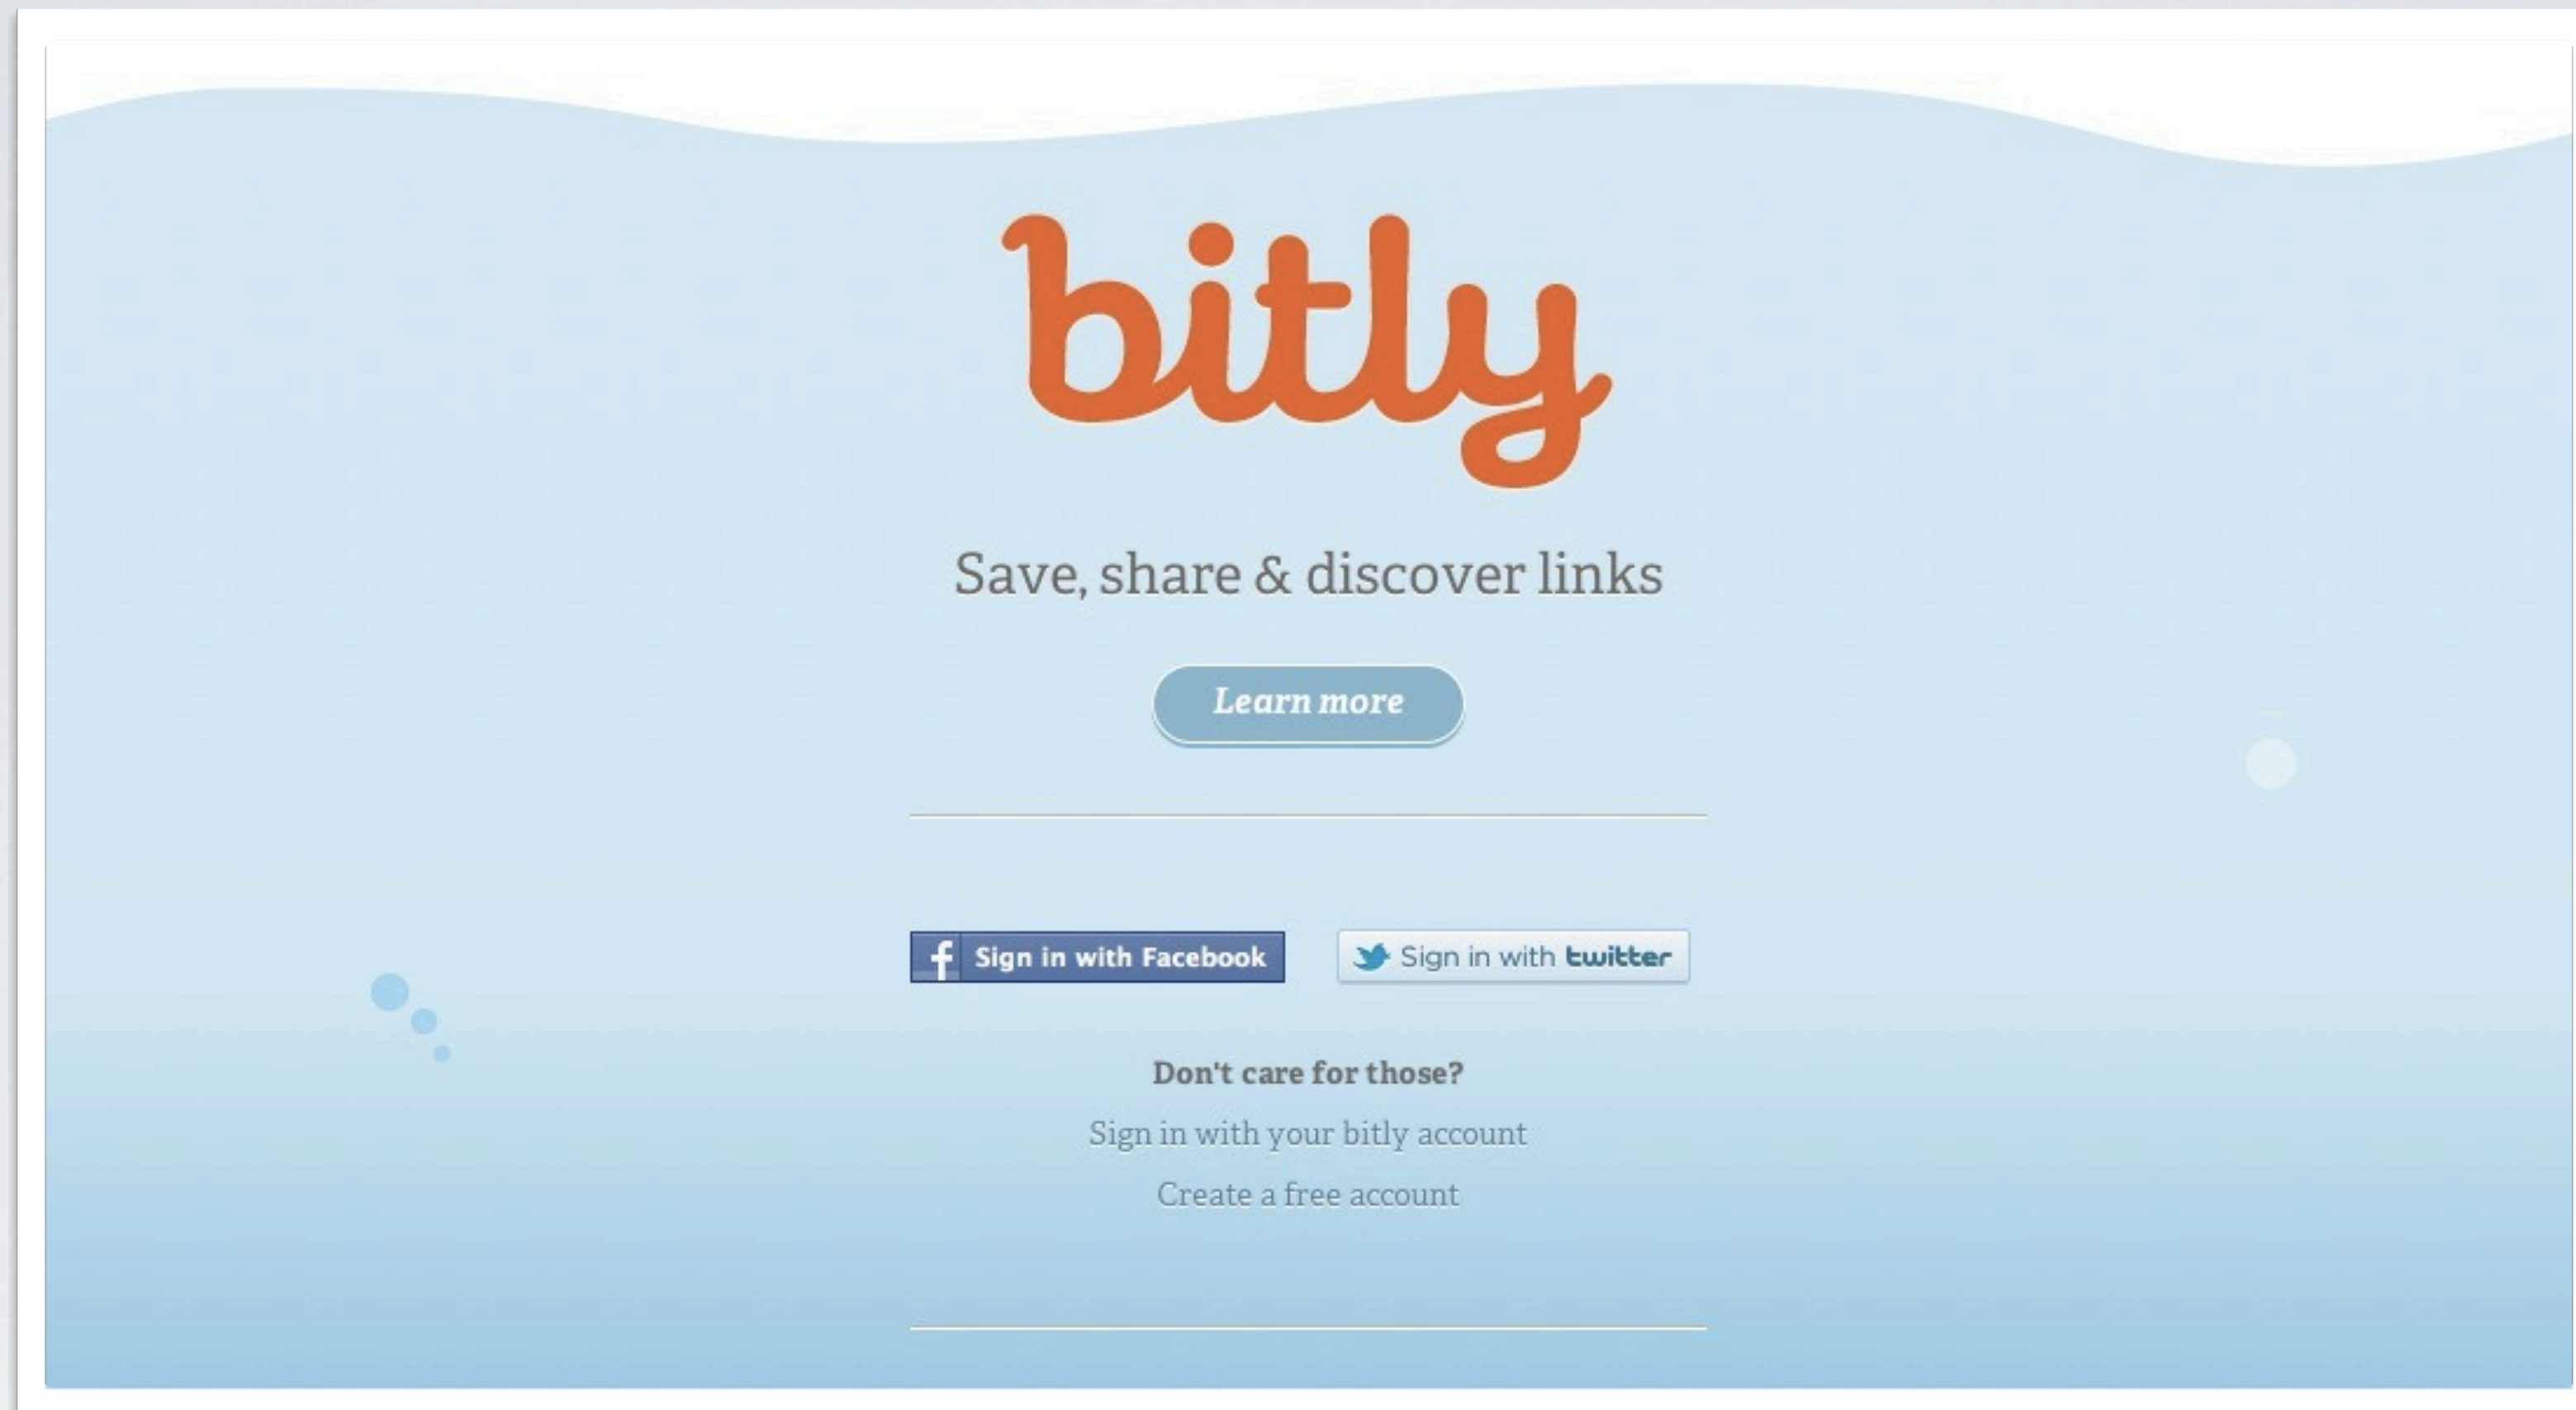 bitly
Save, share & discover links
Learn more
f Sign in with Facebook
Sign in with twitter
Don't care for those?
Sign in with your bitly account
Create a free account